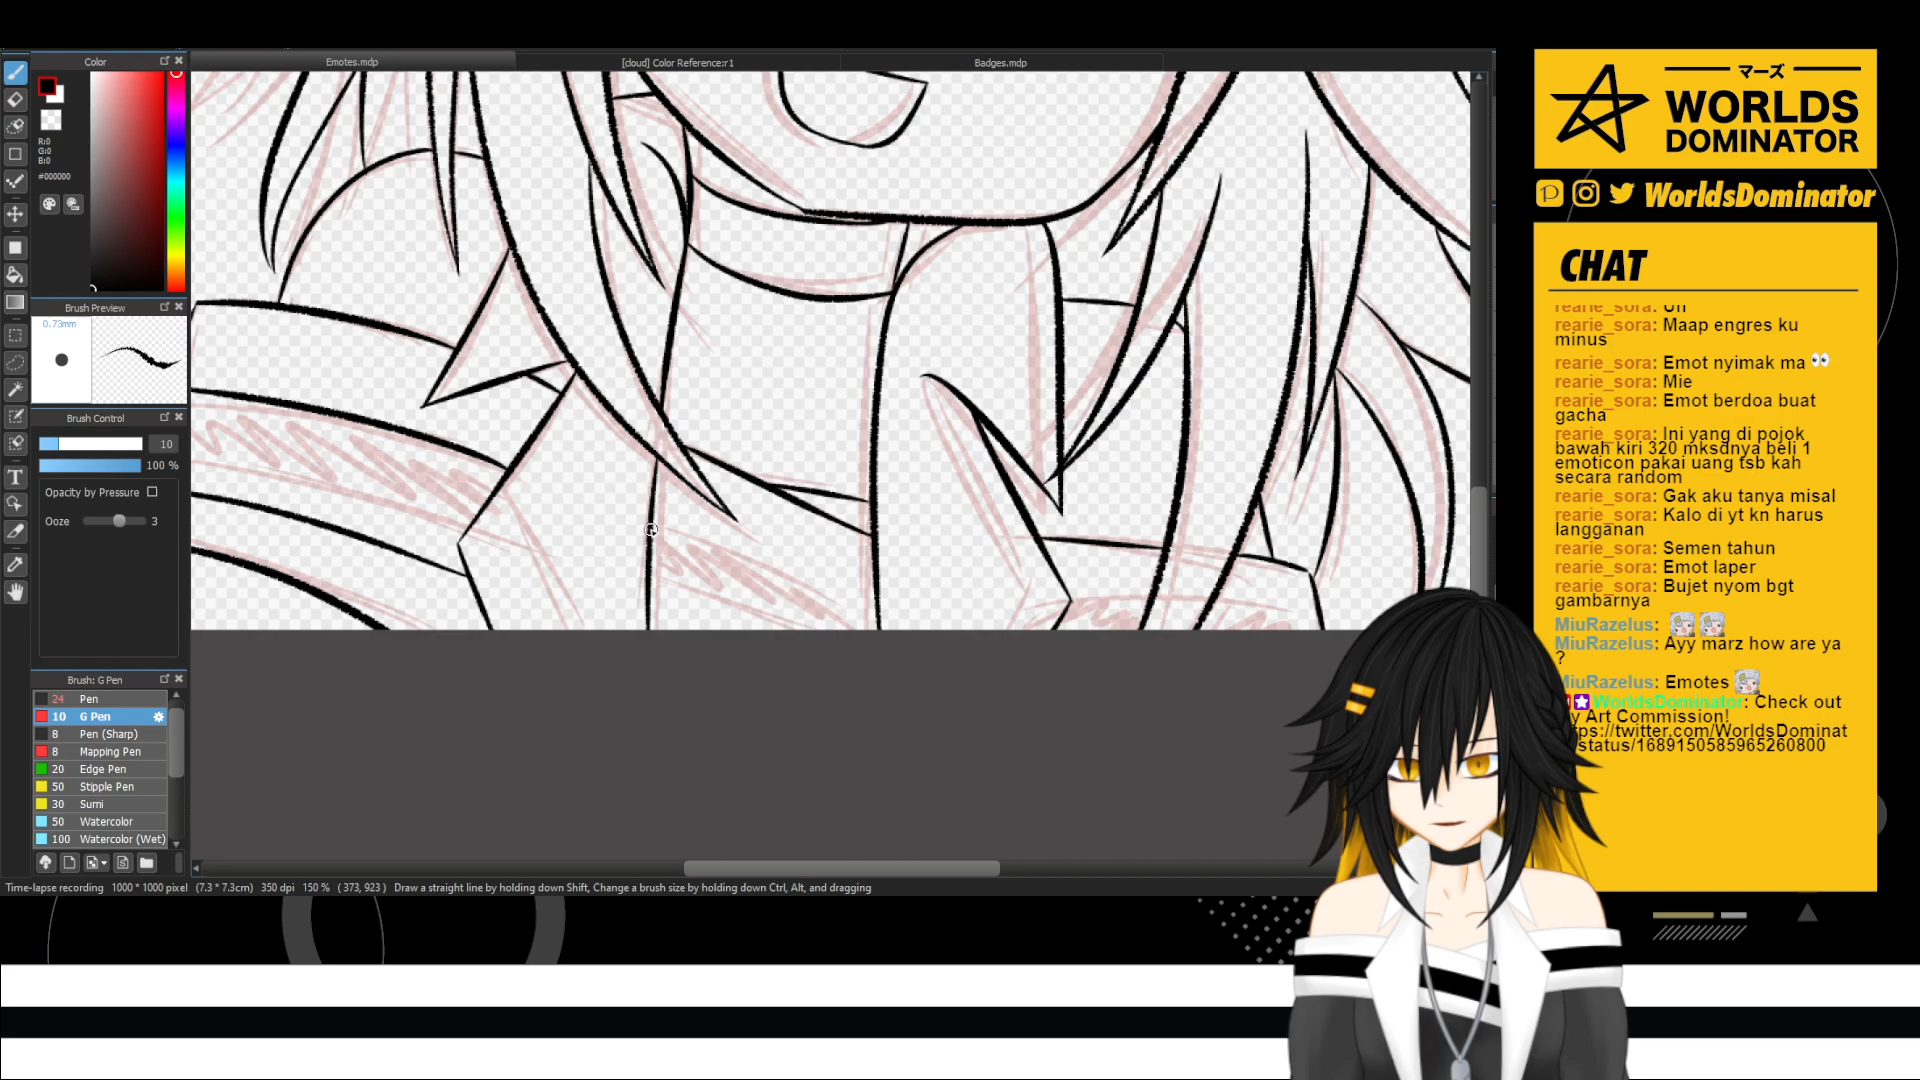 Color
Emotes.mdp
[cloud] Color Reference:r1
Badges.mdp
R:0
G:0
B:0
#000000
Brush Preview
0.73mm
Brush Control
10
100 %
Opacity by Pressure
Ooze 3
Brush: G Pen
24 Pen
10 G Pen
8 Pen (Sharp)
8 Mapping Pen
20 Edge Pen
50 Stipple Pen
30 Sumi
50 Watercolor
100 Watercolor (Wet)
Time-lapse recording 1000 * 1000 pixel (7.3 * 7.3cm) 350 dpi 150 % ( 373, 923 ) Draw a straight line by holding down Shift, Change a brush size by holding down Ctrl, Alt, and dragging
マーズ
WORLDS
DOMINATOR
WorldsDominator
CHAT
rearie_sora:
rearie_sora: Maap engres ku
minus
rearie_sora: Emot nyimak ma 👀
rearie_sora: Mie
rearie_sora: Emot berdoa buat
gacha
rearie_sora: Ini yang di pojok
bawah kiri 320 mksdnya beli 1
emoticon pakai uang tsb kah
secara random
rearie_sora: Gak aku tanya misal
rearie_sora: Kalo di yt kn harus
langganan
rearie_sora: Semen tahun
rearie_sora: Emot laper
rearie_sora: Bujet nyom bgt
gambarnya
MiuRazelus:
MiuRazelus: Ayy marz how are ya
?
MiuRazelus: Emotes
WorldsDominator: Check out
y Art Commission!
tps://twitter.com/WorldsDominat
status/1689150585965260800